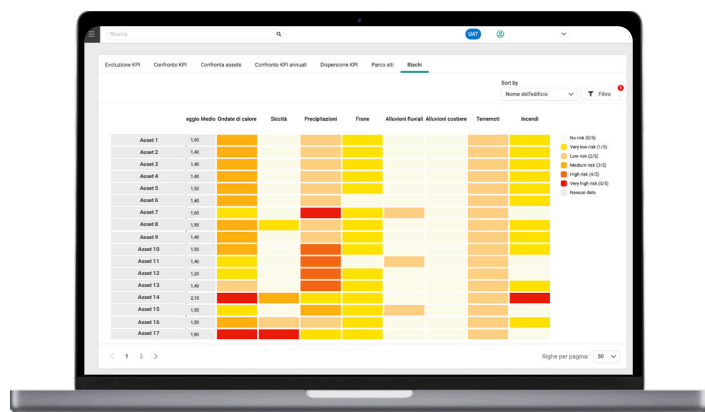 Ricerca
UAT
Evoluzione KPI Confronto KPI Confronta assets Confronto KPI annuali Dispersione KPI Parco siti Rischi
Sort by
Nome dell'edificio Filtro 1
eggio Medio Ondate di calore Siccità Precipitazioni Frane Alluvioni fluviali Alluvioni costiere Terremoti Incendi
Asset 1 1,50
Asset 2 1,40
Asset 3 1,40
Asset 4 1,40
Asset 5 1,50
Asset 6 1,40
Asset 7 1,60
Asset 8 1,50
Asset 9 1,40
Asset 10 1,50
Asset 11 1,40
Asset 12 1,20
Asset 13 1,40
Asset 14 2,10
Asset 15 1,50
Asset 16 1,50
Asset 17 1,80
No risk (0/5)
Very low risk (1/5)
Low risk (2/5)
Medium risk (3/5)
High risk (4/5)
Very high risk (5/5)
Nessun dato
< 1 2 >
Righe per pagina: 50